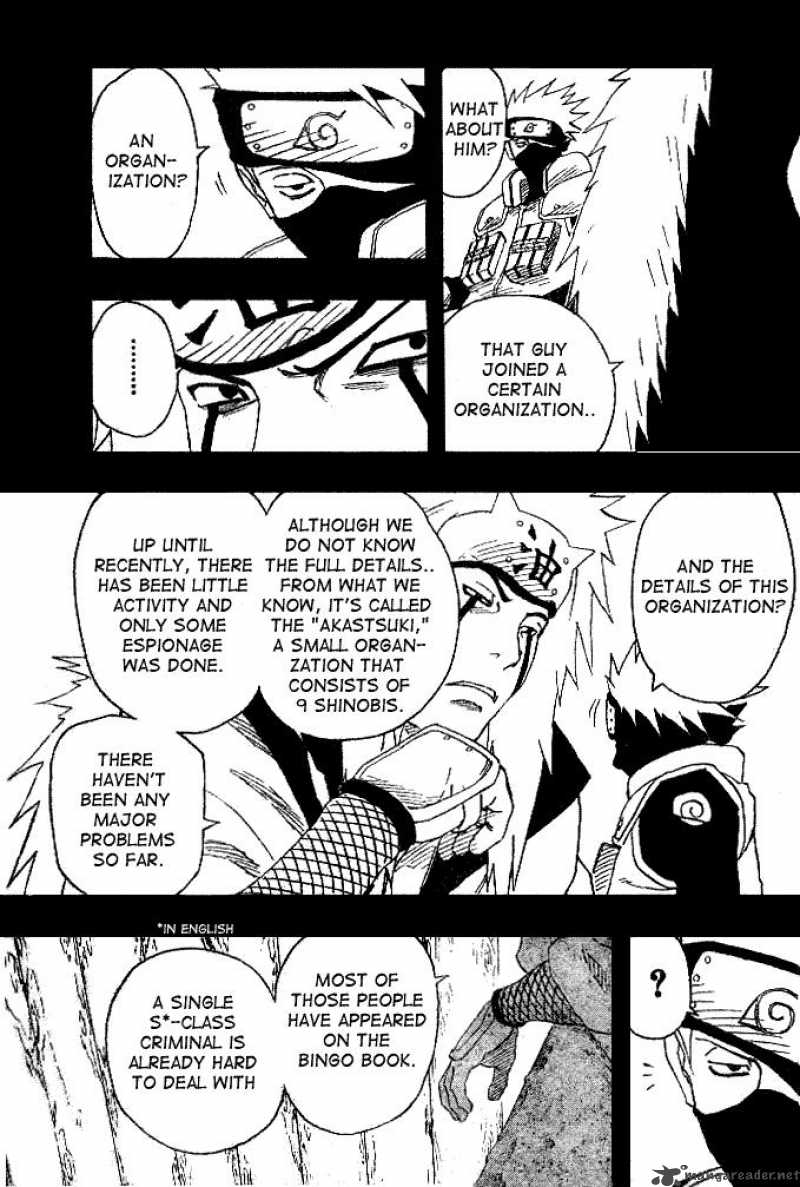 WHAT
ABOUT
HIM?
THAT GUY
JOINED A
CERTAIN
ORGANIZATION..
AN
ORGAN-
IZATION?
........
油
AND THE
DETAILS OF THIS
ORGANIZATION?
ALTHOUGH WE
DO NOT KNOW
THE FULL DETAILS..
FROM WHAT WE
KNOW, IT'S CALLED
THE "AKASTSUKI,"
A SMALL ORGAN-
ZATION THAT
CONSISTS OF
9 SHINOBIS.
UP UNTIL
RECENTLY, THERE
HAS BEEN LITTLE
ACTIVITY AND
ONLY SOME
ESPIONAGE
WAS DONE.
THERE
HAVEN'T
BEEN ANY
MAJOR
PROBLEMS
SO FAR.
?
MOST OF
THOSE PEOPLE
HAVE APPEARED
ON THE
BINGO BOOK.
*IN ENGLISH
A SINGLE
S*-CLASS
CRIMINAL IS
ALREADY HARD
TO DEAL WITH
mangareader.net